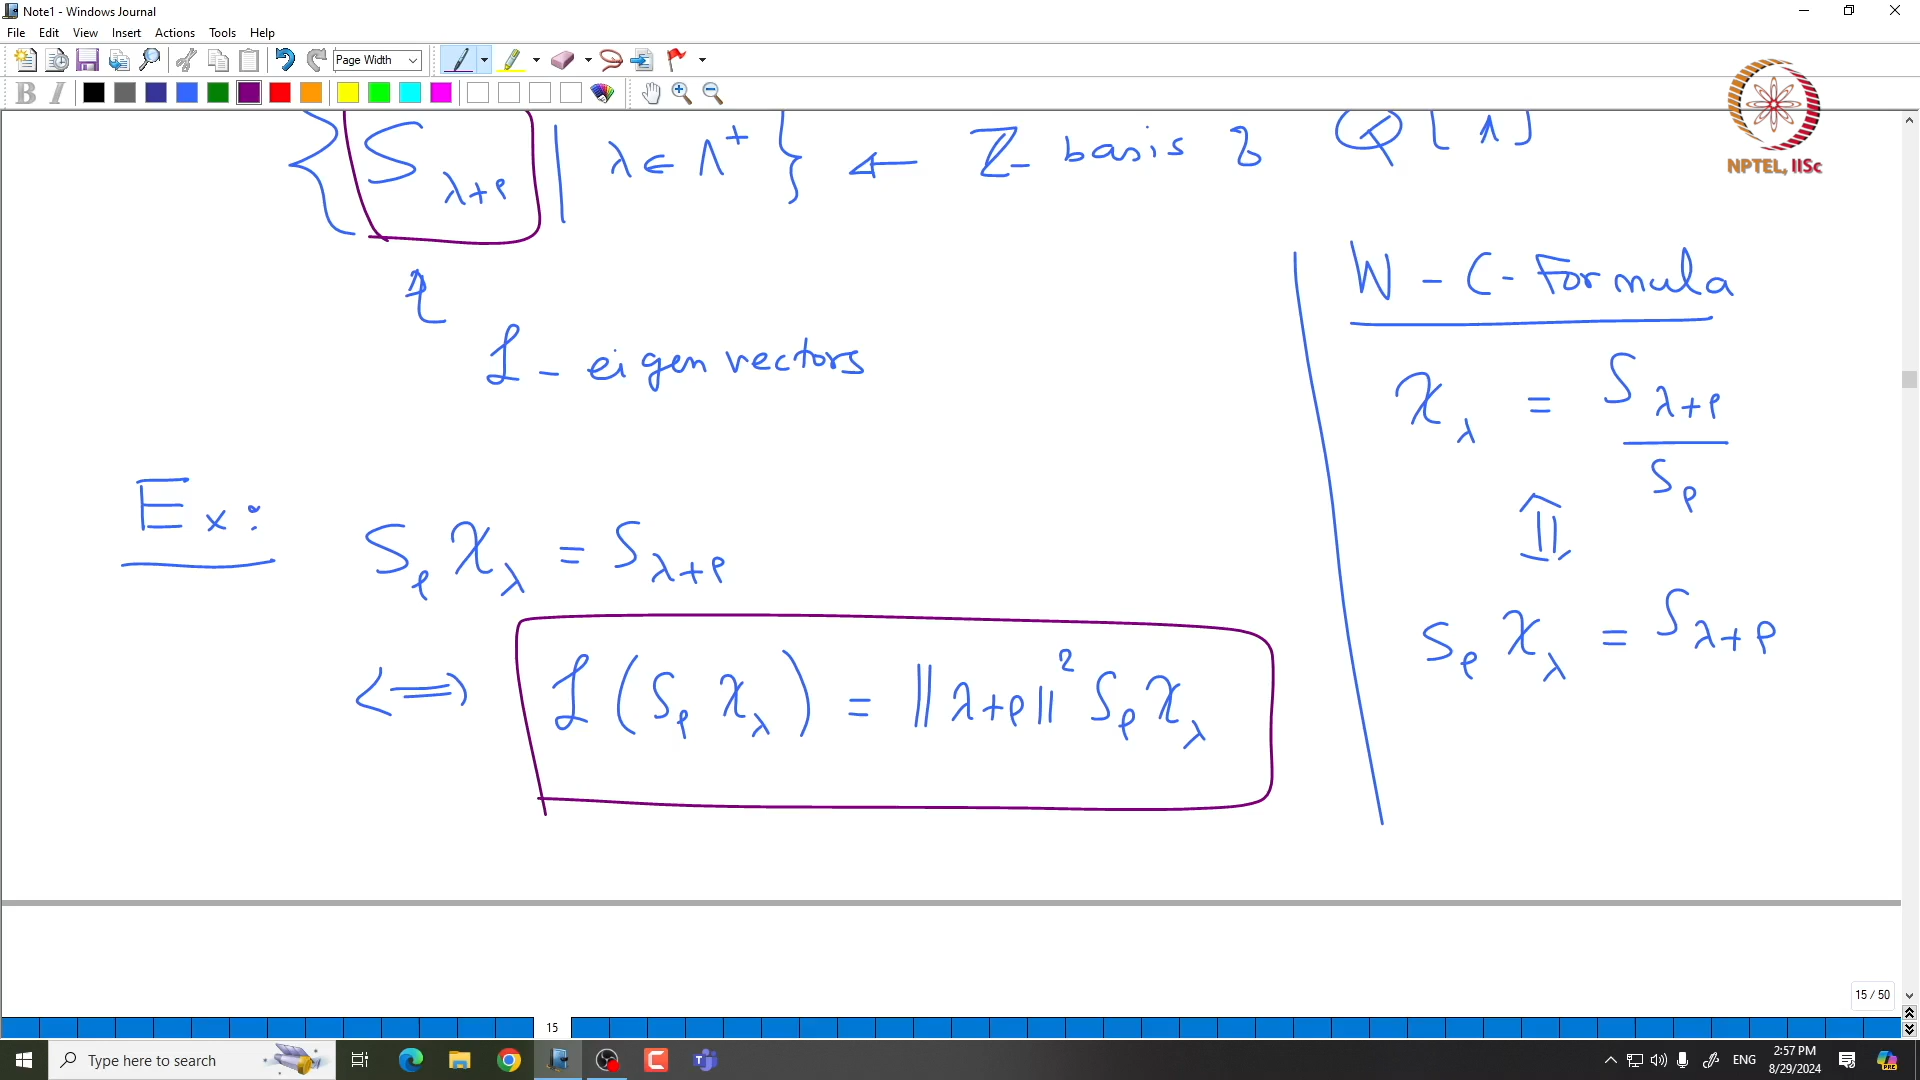 Note1 - Windows Journal
File Edit View Insert Actions Tools Help
Page Width
B I
NPTEL, IISc
{ S_{λ+ρ} | λ ∈ Λ⁺ } ← ℤ- basis
L - eigen vectors
W - C - Formula
χ_λ = S_{λ+ρ} / S_ρ
⇑
S_ρ χ_λ = S_{λ+ρ}
Ex: S_ρ χ_λ = S_{λ+ρ}
⟺ L(S_ρ χ_λ) = ||λ+ρ||² S_ρ χ_λ
15 / 50
15
Type here to search
ENG
2:57 PM
8/29/2024